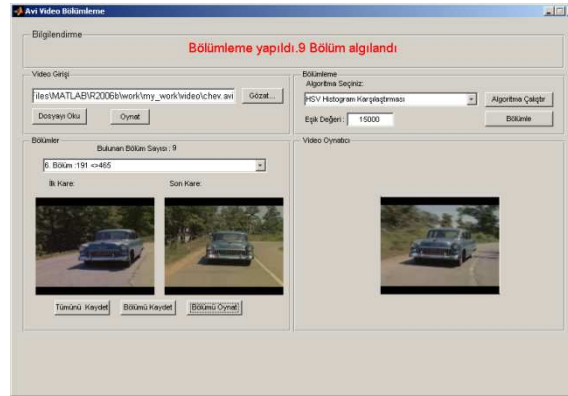 Avi Video Bölümleme
Bilgilendirme
Bölümleme yapıldı.9 Bölüm algılandı
Video Girişi
iles\MATLAB\R2006b\work\my_work\video\chev.avi
Gözat...
Dosyayı Oku
Oynat
Bölümleme
Algoritma Seçiniz:
HSV Histogram Karşılaştırması
Algoritma Çalıştır
Eşik Değeri:
15000
Bölümle
Bölümler
Bulunan Bölüm Sayısı : 9
6. Bölüm :191 <>465
İlk Kare:
Son Kare:
Tümünü Kaydet
Bölümü Kaydet
Bölümü Oynat
Video Oynatıcı